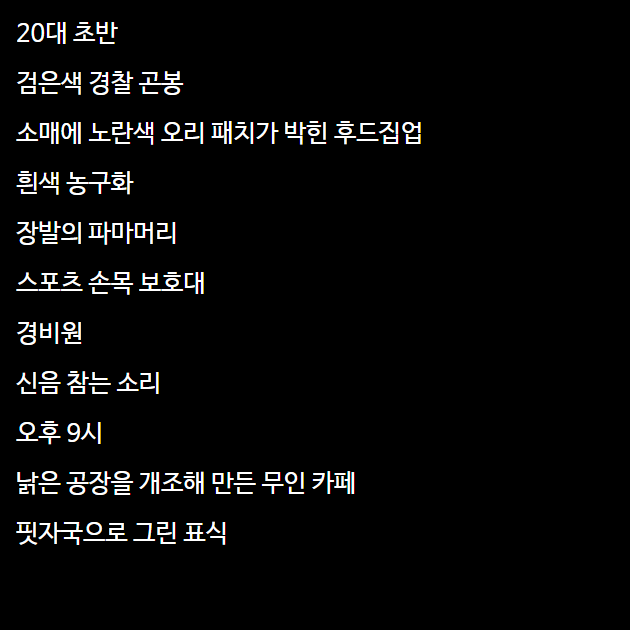 20대 초반
검은색 경찰 곤봉
소매에 노란색 오리 패치가 박힌 후드집업
흰색 농구화
장발의 파마머리
스포츠 손목 보호대
경비원
신음 참는 소리
오후 9시
낡은 공장을 개조해 만든 무인 카페
핏자국으로 그린 표식